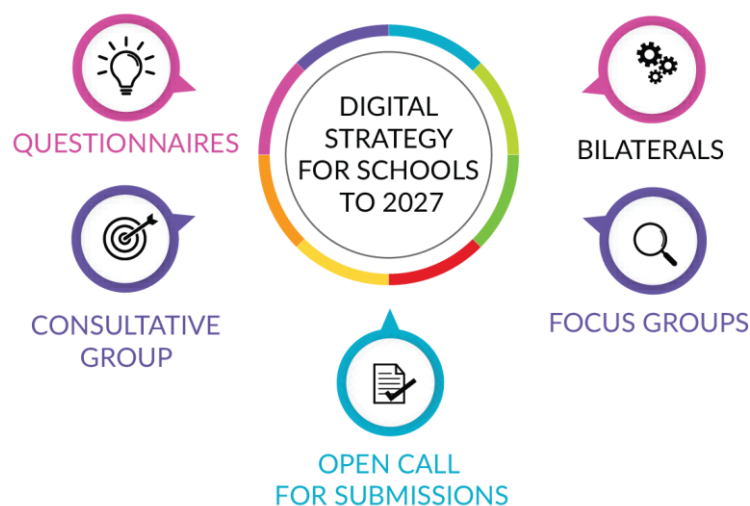 DIGITAL
STRATEGY
FOR SCHOOLS
TO 2027
QUESTIONNAIRES
BILATERALS
CONSULTATIVE
GROUP
FOCUS GROUPS
OPEN CALL
FOR SUBMISSIONS